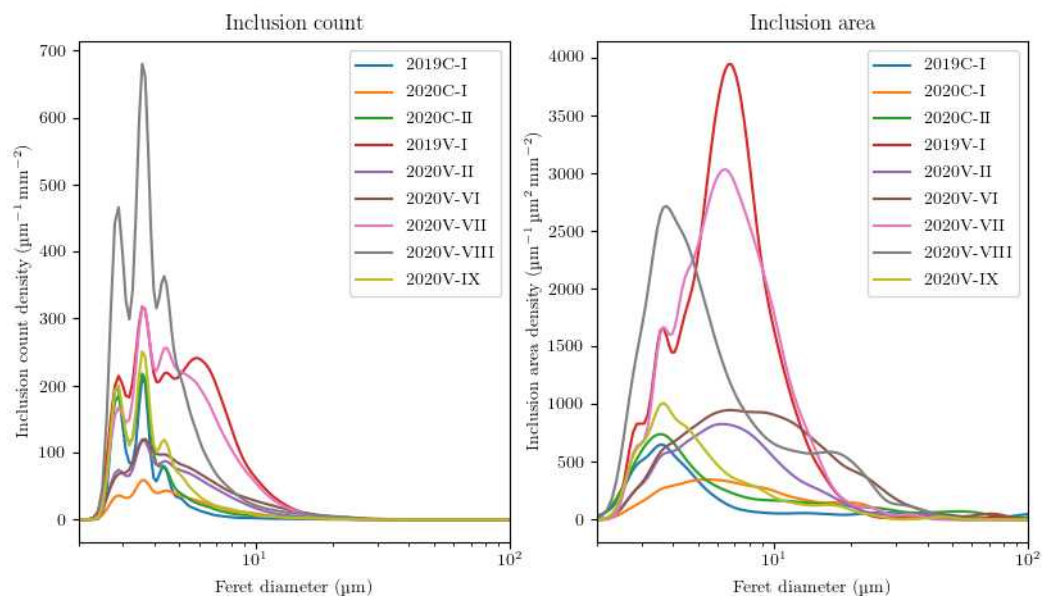 Inclusion count
Inclusion count density (µm⁻¹ mm⁻²)
700
600
500
400
300
200
100
0
2019C-I
2020C-I
2020C-II
2019V-I
2020V-II
2020V-VI
2020V-VII
2020V-VIII
2020V-IX
10¹
10²
Feret diameter (µm)
Inclusion area
Inclusion area density (µm⁻¹ µm² mm⁻²)
4000
3500
3000
2500
2000
1500
1000
500
0
2019C-I
2020C-I
2020C-II
2019V-I
2020V-II
2020V-VI
2020V-VII
2020V-VIII
2020V-IX
10¹
10²
Feret diameter (µm)